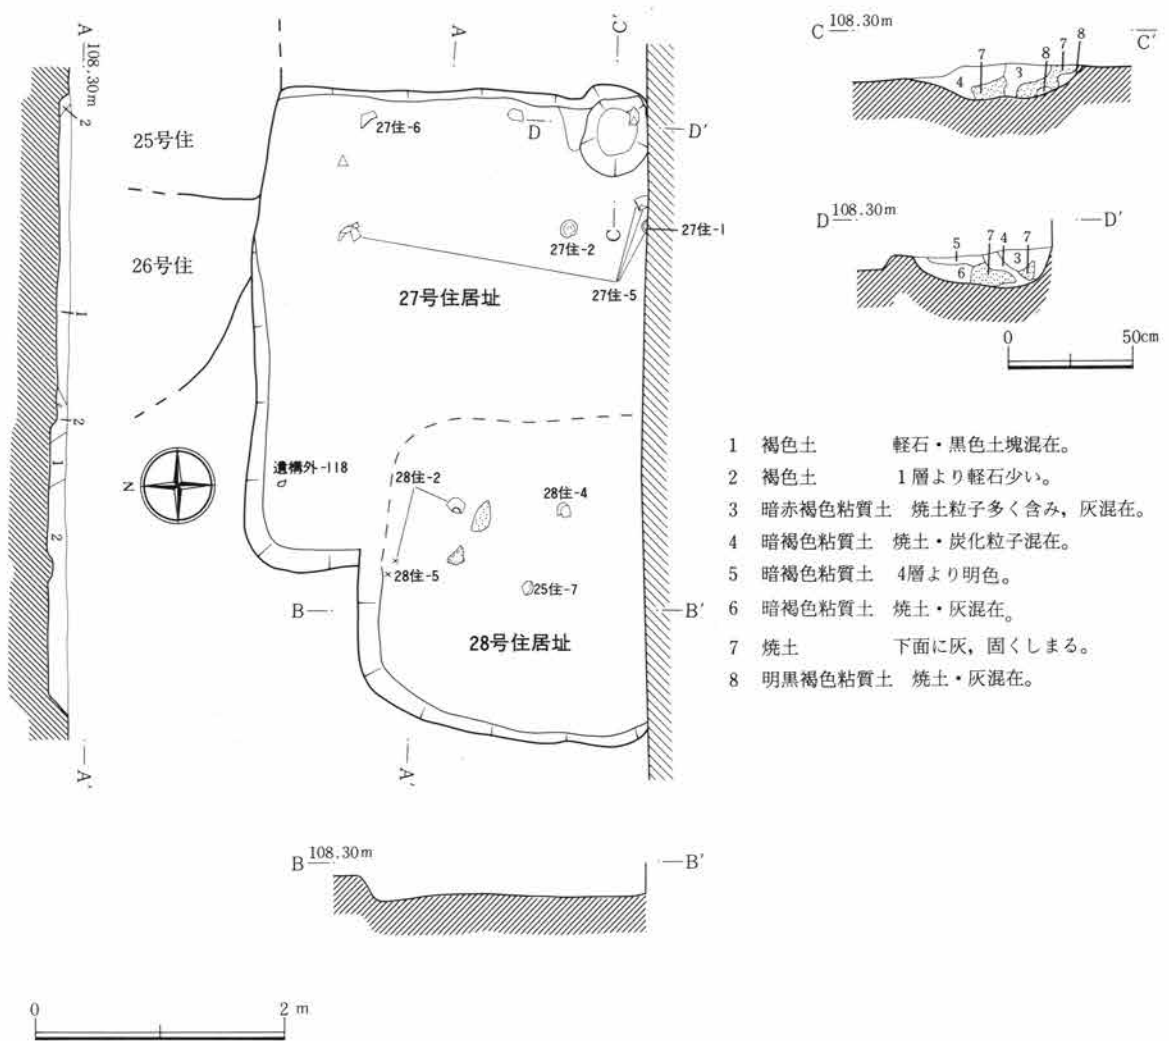 A
108.30m
2
1
2
1
2
A'
A
C'
25号住
26号住
27住-6
D
D'
C
27住-2
27住-1
27住-5
27号住居址
N
遺構外-118
28住-2
28住-4
28住-5
25住-7
B
B'
28号住居址
A'
C 108.30m
C'
7
8
7
8
4
3
D 108.30m
D'
5
7
4
7
3
6
0
50cm
1 褐色土 軽石・黒色土塊混在。
2 褐色土 1層より軽石少い。
3 暗赤褐色粘質土 焼土粒子多く含み，灰混在。
4 暗褐色粘質土 焼土・炭化粒子混在。
5 暗褐色粘質土 4層より明色。
6 暗褐色粘質土 焼土・灰混在。
7 焼土 下面に灰，固くしまる。
8 明黒褐色粘質土 焼土・灰混在。
B 108.30m
B'
0
2 m